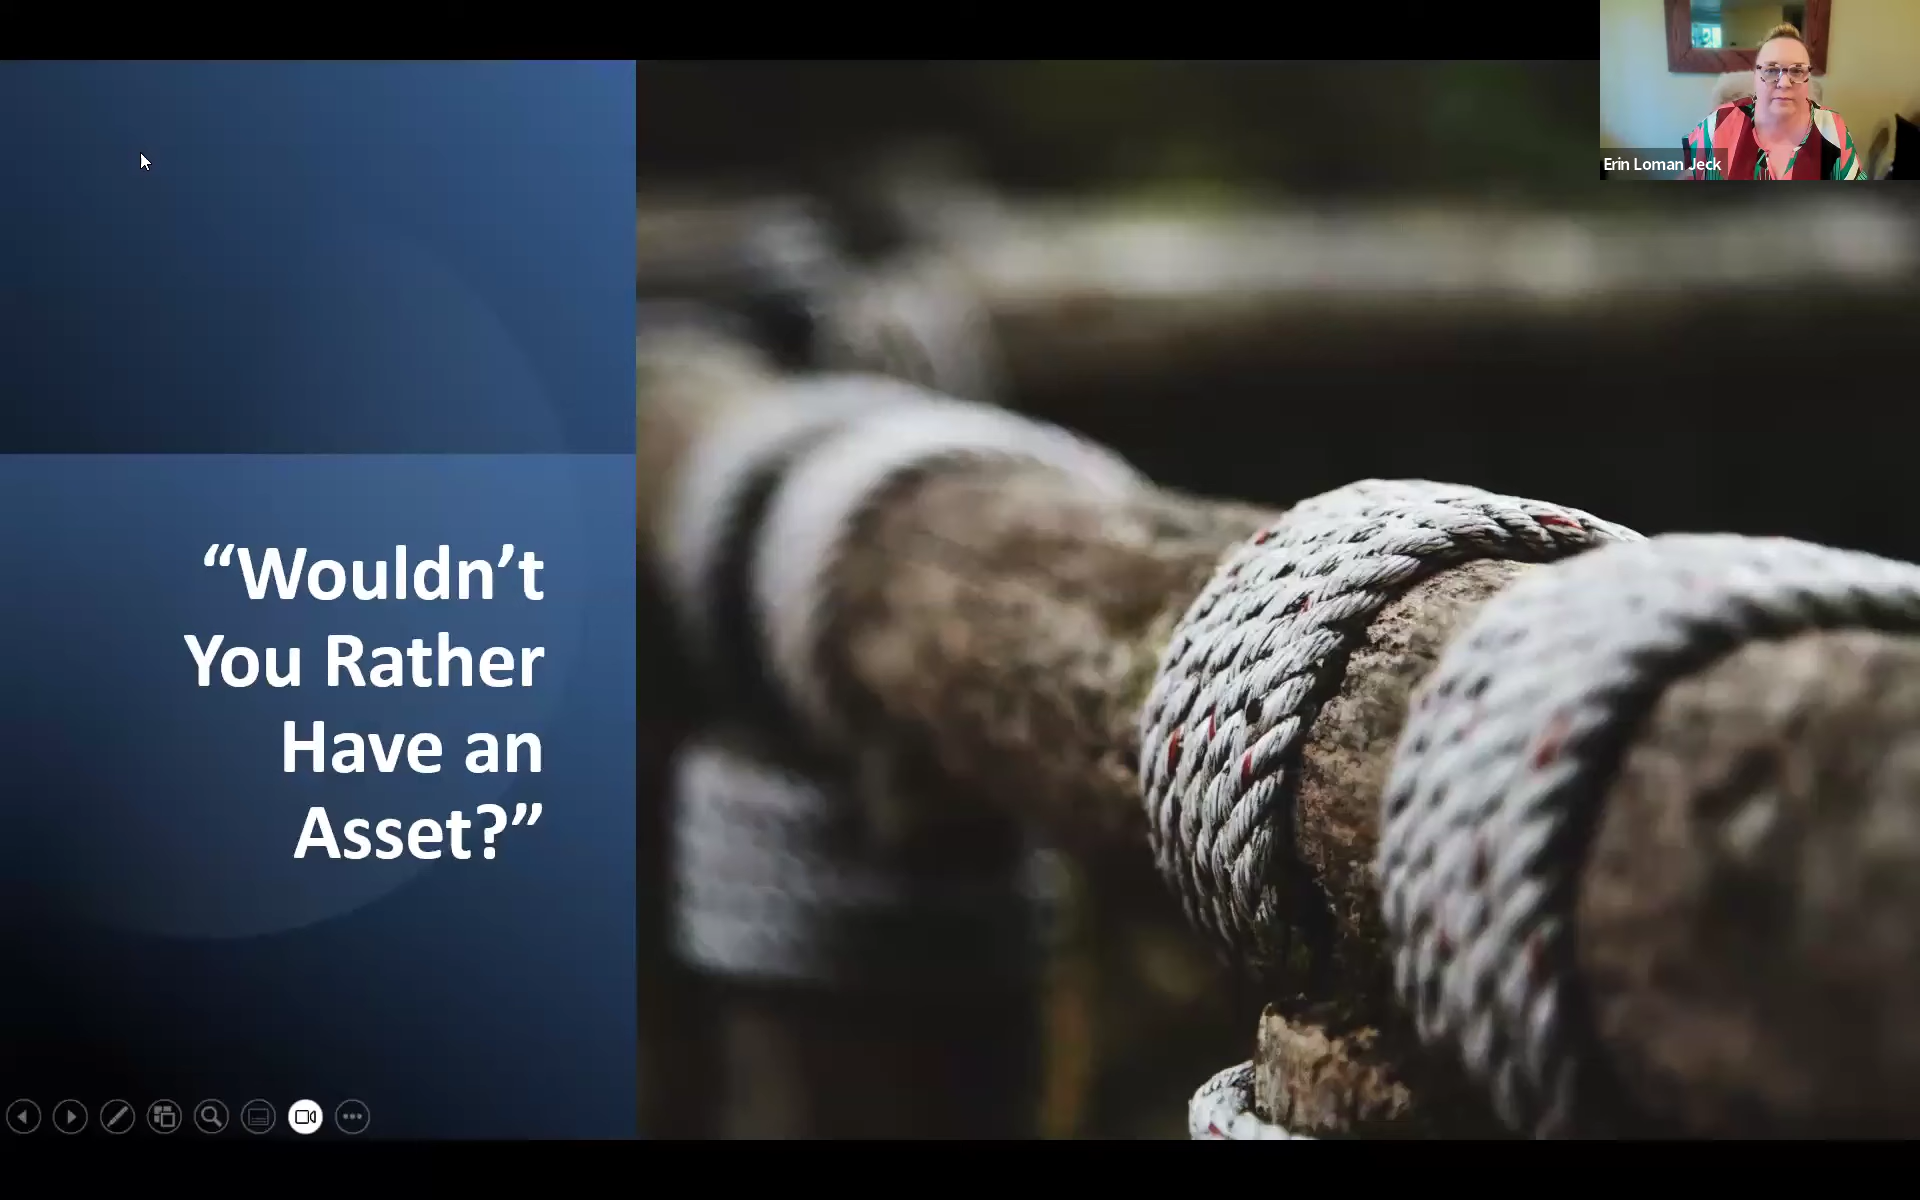 Erin Loman Jeck
“Wouldn’t
You Rather
Have an
Asset?”